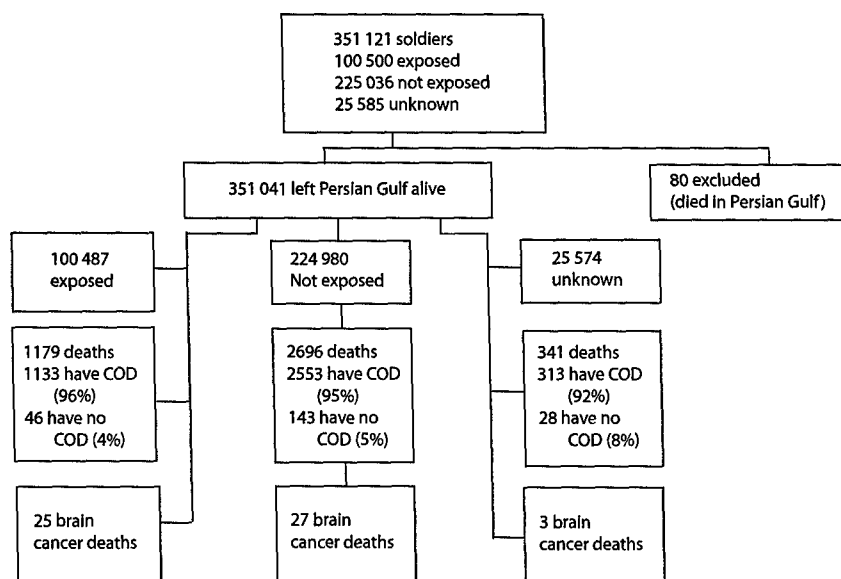 351 121 soldiers
100 500 exposed
225 036 not exposed
25 585 unknown
351 041 left Persian Gulf alive
80 excluded
(died in Persian Gulf)
100 487
exposed
224 980
Not exposed
25 574
unknown
1179 deaths
1133 have COD
(96%)
46 have no
COD (4%)
2696 deaths
2553 have COD
(95%)
143 have no
COD (5%)
341 deaths
313 have COD
(92%)
28 have no
COD (8%)
25 brain
cancer deaths
27 brain
cancer deaths
3 brain
cancer deaths